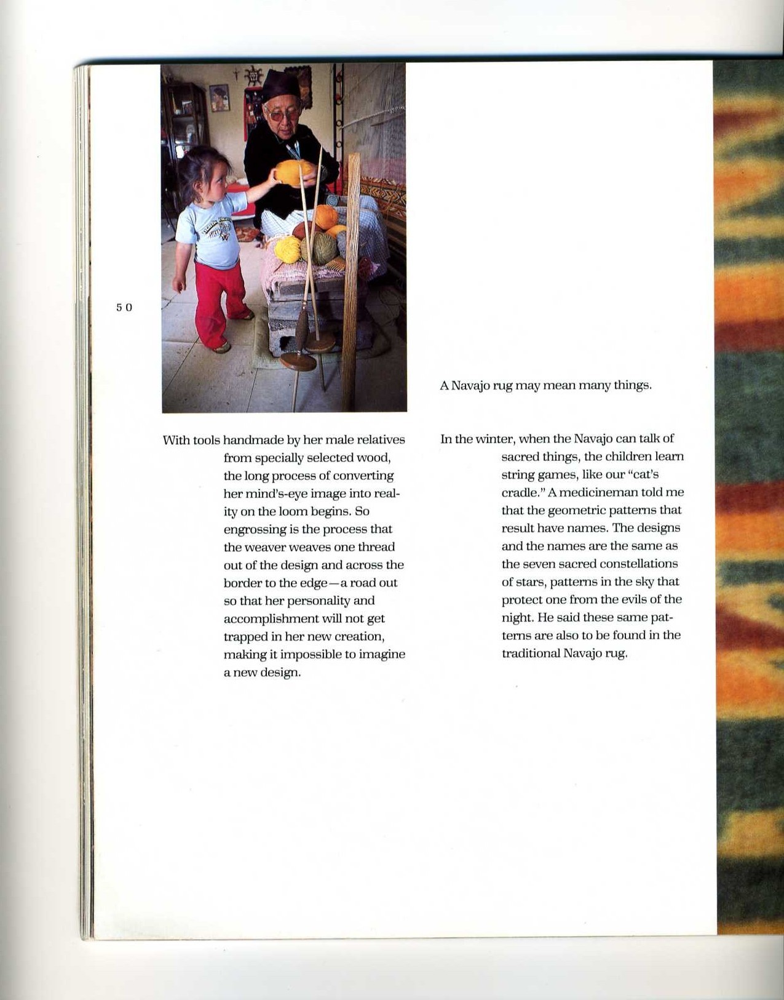 50
With tools handmade by her male relatives
from specially selected wood,
the long process of converting
her mind's-eye image into real-
ity on the loom begins. So
engrossing is the process that
the weaver weaves one thread
out of the design and across the
border to the edge—a road out
so that her personality and
accomplishment will not get
trapped in her new creation,
making it impossible to imagine
a new design.
A Navajo rug may mean many things.
In the winter, when the Navajo can talk of
sacred things, the children learn
string games, like our “cat's
cradle.” A medicineman told me
that the geometric patterns that
result have names. The designs
and the names are the same as
the seven sacred constellations
of stars, patterns in the sky that
protect one from the evils of the
night. He said these same pat-
terns are also to be found in the
traditional Navajo rug.